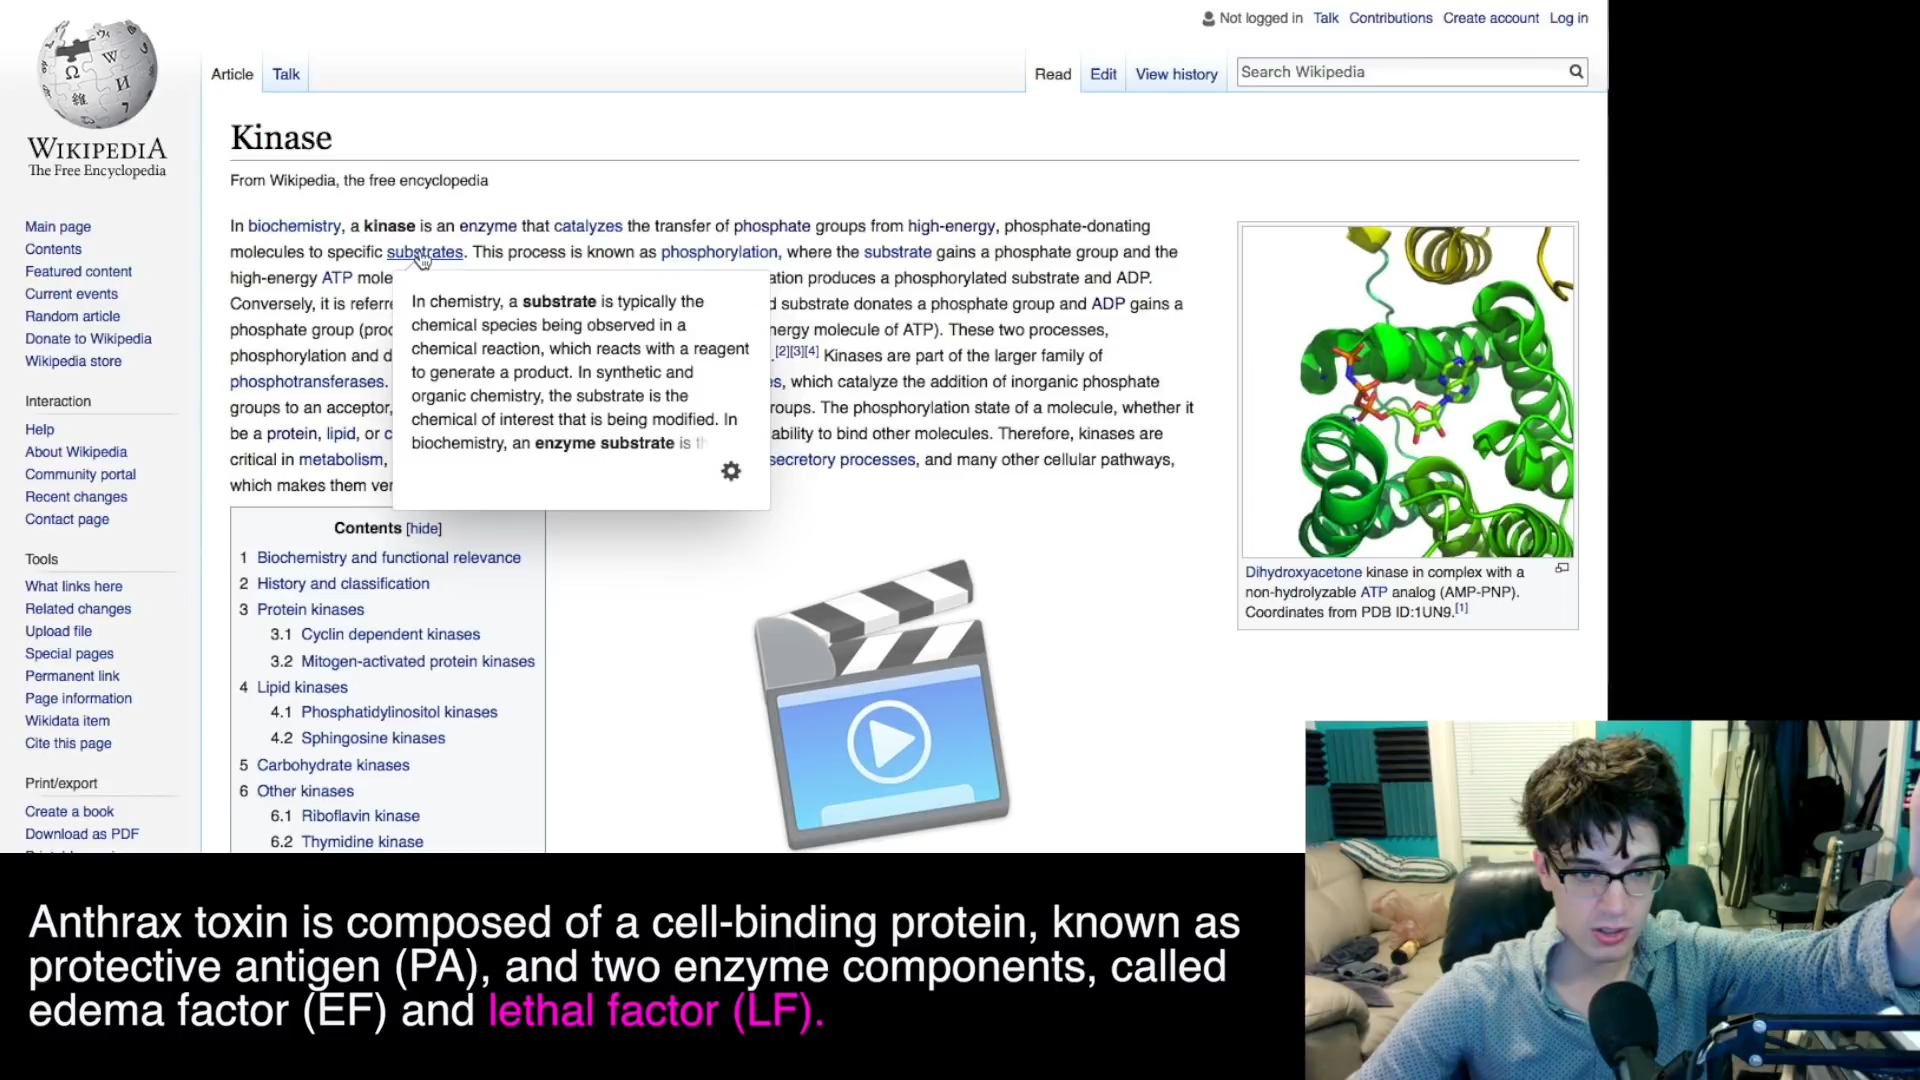 Not logged in Talk Contributions Create account Log in
Article Talk Read Edit View history Search Wikipedia
WIKIPEDIA
The Free Encyclopedia
Main page
Contents
Featured content
Current events
Random article
Donate to Wikipedia
Wikipedia store
Interaction
Help
About Wikipedia
Community portal
Recent changes
Contact page
Tools
What links here
Related changes
Upload file
Special pages
Permanent link
Page information
Wikidata item
Cite this page
Print/export
Create a book
Download as PDF
Kinase
From Wikipedia, the free encyclopedia
In biochemistry, a kinase is an enzyme that catalyzes the transfer of phosphate groups from high-energy, phosphate-donating
molecules to specific substrates. This process is known as phosphorylation, where the substrate gains a phosphate group and the
high-energy ATP mole ation produces a phosphorylated substrate and ADP.
Conversely, it is referre d substrate donates a phosphate group and ADP gains a
phosphate group (proc nergy molecule of ATP). These two processes,
phosphorylation and d .[2][3][4] Kinases are part of the larger family of
phosphotransferases. es, which catalyze the addition of inorganic phosphate
groups to an acceptor, roups. The phosphorylation state of a molecule, whether it
be a protein, lipid, or c ability to bind other molecules. Therefore, kinases are
critical in metabolism, secretory processes, and many other cellular pathways,
which makes them ver
In chemistry, a substrate is typically the
chemical species being observed in a
chemical reaction, which reacts with a reagent
to generate a product. In synthetic and
organic chemistry, the substrate is the
chemical of interest that is being modified. In
biochemistry, an enzyme substrate is th
Contents [hide]
1 Biochemistry and functional relevance
2 History and classification
3 Protein kinases
3.1 Cyclin dependent kinases
3.2 Mitogen-activated protein kinases
4 Lipid kinases
4.1 Phosphatidylinositol kinases
4.2 Sphingosine kinases
5 Carbohydrate kinases
6 Other kinases
6.1 Riboflavin kinase
6.2 Thymidine kinase
Dihydroxyacetone kinase in complex with a
non-hydrolyzable ATP analog (AMP-PNP).
Coordinates from PDB ID:1UN9.[1]
Anthrax toxin is composed of a cell-binding protein, known as
protective antigen (PA), and two enzyme components, called
edema factor (EF) and lethal factor (LF).